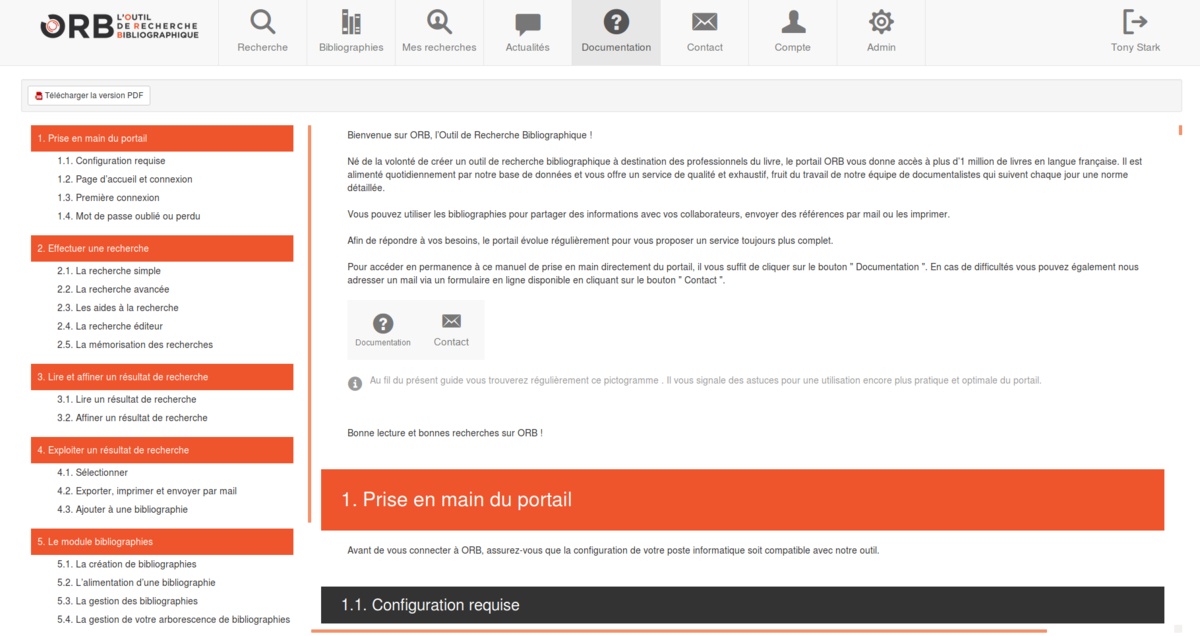 ORB L'OUTIL
DE RECHERCHE
BIBLIOGRAPHIQUE
Recherche
Bibliographies
Mes recherches
Actualités
Documentation
Contact
Compte
Admin
Tony Stark
Télécharger la version PDF
1. Prise en main du portail
1.1. Configuration requise
1.2. Page d'accueil et connexion
1.3. Première connexion
1.4. Mot de passe oublié ou perdu
2. Effectuer une recherche
2.1. La recherche simple
2.2. La recherche avancée
2.3. Les aides à la recherche
2.4. La recherche éditeur
2.5. La mémorisation des recherches
3. Lire et affiner un résultat de recherche
3.1. Lire un résultat de recherche
3.2. Affiner un résultat de recherche
4. Exploiter un résultat de recherche
4.1. Sélectionner
4.2. Exporter, imprimer et envoyer par mail
4.3. Ajouter à une bibliographie
5. Le module bibliographies
5.1. La création de bibliographies
5.2. L'alimentation d'une bibliographie
5.3. La gestion des bibliographies
5.4. La gestion de votre arborescence de bibliographies
Bienvenue sur ORB, l'Outil de Recherche Bibliographique !
Né de la volonté de créer un outil de recherche bibliographique à destination des professionnels du livre, le portail ORB vous donne accès à plus d'1 million de livres en langue française. Il est
alimenté quotidiennement par notre base de données et vous offre un service de qualité et exhaustif, fruit du travail de notre équipe de documentalistes qui suivent chaque jour une norme
détaillée.
Vous pouvez utiliser les bibliographies pour partager des informations avec vos collaborateurs, envoyer des références par mail ou les imprimer.
Afin de répondre à vos besoins, le portail évolue régulièrement pour vous proposer un service toujours plus complet.
Pour accéder en permanence à ce manuel de prise en main directement du portail, il vous suffit de cliquer sur le bouton " Documentation ". En cas de difficultés vous pouvez également nous
adresser un mail via un formulaire en ligne disponible en cliquant sur le bouton " Contact ".
Documentation
Contact
Au fil du présent guide vous trouverez régulièrement ce pictogramme . Il vous signale des astuces pour une utilisation encore plus pratique et optimale du portail.
Bonne lecture et bonnes recherches sur ORB !
1. Prise en main du portail
Avant de vous connecter à ORB, assurez-vous que la configuration de votre poste informatique soit compatible avec notre outil.
1.1. Configuration requise